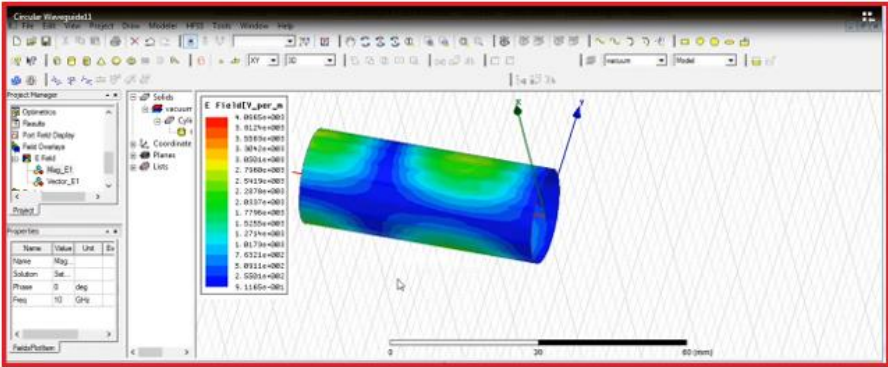 Circular Waveguide11
File Edit View Project Draw Modeler HFSS Tools Window Help
XY
3D
vacuum
Model
Project Manager
Optimetrics
Results
Port Field Display
Field Overlays
E Field
Mag_E1
Vector_E1
Project
Properties
Name Value Unit Ev
Name Mag...
Solution Set...
Phase 0 deg
Freq 10 GHz
FieldsPlotItem
Solids
vacuum
Cyli
Coordinate
Planes
Lists
E Field[V_per_m
4.0665e+003
3.8124e+003
3.5583e+003
3.3042e+003
3.0501e+003
2.7960e+003
2.5419e+003
2.2878e+003
2.0337e+003
1.7796e+003
1.5255e+003
1.2714e+003
1.0173e+003
7.6321e+002
5.0911e+002
2.5501e+002
9.1165e-001
X
Y
0
30
60 (mm)